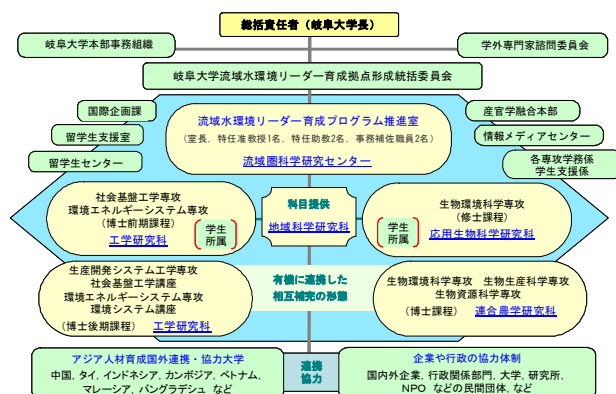 総括責任者（岐阜大学長）
岐阜大学本部事務組織
学外専門家諮問委員会
岐阜大学流域水環境リーダー育成拠点形成統括委員会
国際企画課
留学生支援室
留学生センター
産官学融合本部
情報メディアセンター
各専攻学務係
学生支援係
流域水環境リーダー育成プログラム推進室
（室長，特任准教授1名，特任助教2名，事務補佐職員2名）
流域圏科学研究センター
社会基盤工学専攻
環境エネルギーシステム専攻
（博士前期課程）
工学研究科
学生
所属
科目提供
地域科学研究科
生物環境科学専攻
（修士課程）
応用生物科学研究科
学生
所属
生産開発システム工学専攻
社会基盤工学講座
環境エネルギーシステム専攻
環境システム講座
（博士後期課程） 工学研究科
有機に連携した
相互補完の形態
生物環境科学専攻 生物生産科学専攻
生物資源科学専攻
（博士課程） 連合農学研究科
アジア人材育成国外連携・協力大学
中国，タイ，インドネシア，カンボジア，ベトナム，
マレーシア，バングラデシュ など
連携
協力
企業や行政の協力体制
国内外企業，行政関係部門，大学，研究所，
NPO などの民間団体，など